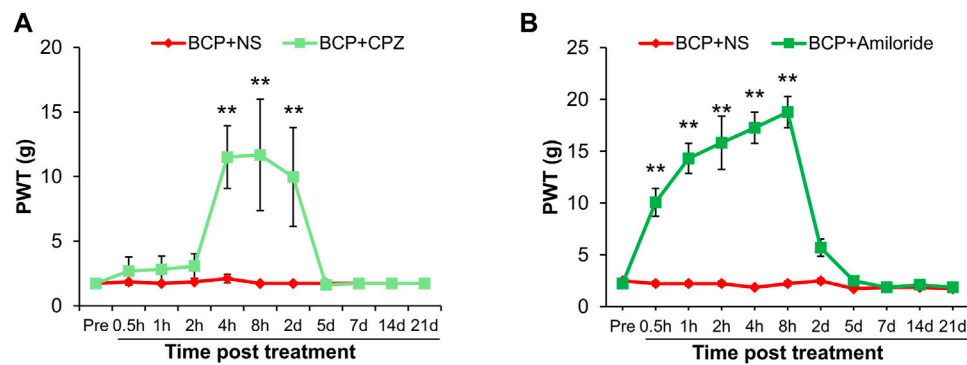 A
BCP+NS BCP+CPZ
20
15
10
5
0
PWT (g)
** ** **
Pre 0.5h 1h 2h 4h 8h 2d 5d 7d 14d 21d
Time post treatment
B
BCP+NS BCP+Amiloride
25
20
15
10
5
0
PWT (g)
** ** ** ** **
Pre 0.5h 1h 2h 4h 8h 2d 5d 7d 14d 21d
Time post treatment